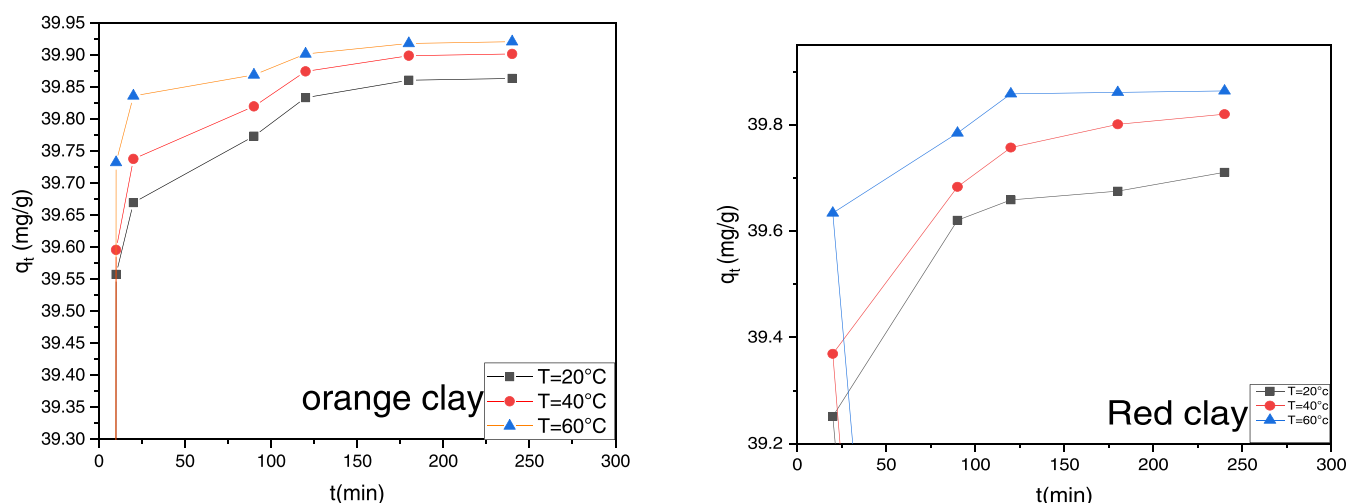 39.95
39.90
39.85
39.80
39.75
39.70
39.65
39.60
39.55
39.50
39.45
39.40
39.35
39.30
qt (mg/g)
0
50
100
150
200
250
300
t(min)
orange clay
T=20°C
T=40°C
T=60°C
39.8
39.6
39.4
39.2
qt (mg/g)
0
50
100
150
200
250
300
t(min)
Red clay
T=20°c
T=40°c
T=60°c